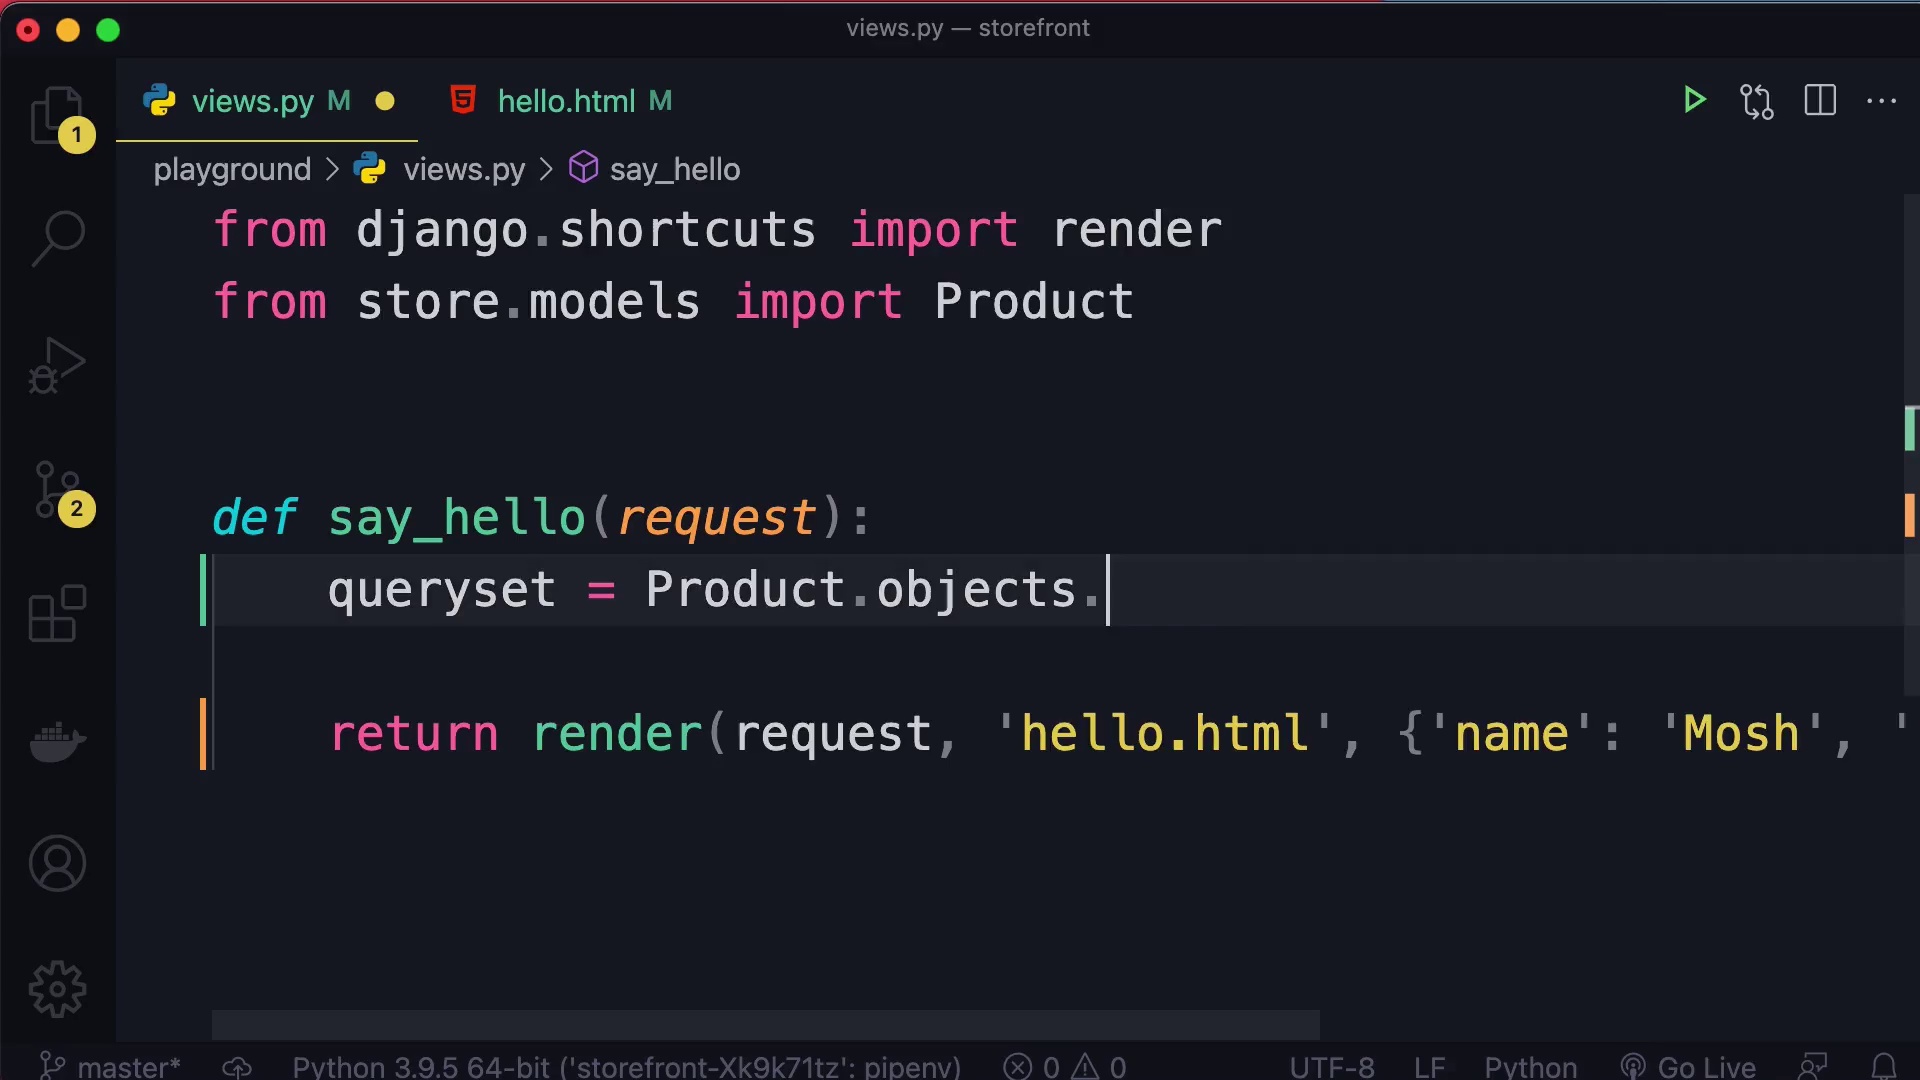 views.py — storefront
views.py M
hello.html M
1
playground > views.py > say_hello
from django.shortcuts import render
from store.models import Product
2
def say_hello(request):
queryset = Product.objects.
return render(request, 'hello.html', {'name': 'Mosh', '
master* Python 3.9.5 64-bit ('storefront-Xk9k71tz': pipenv) 0 0 UTF-8 LF Python Go Live